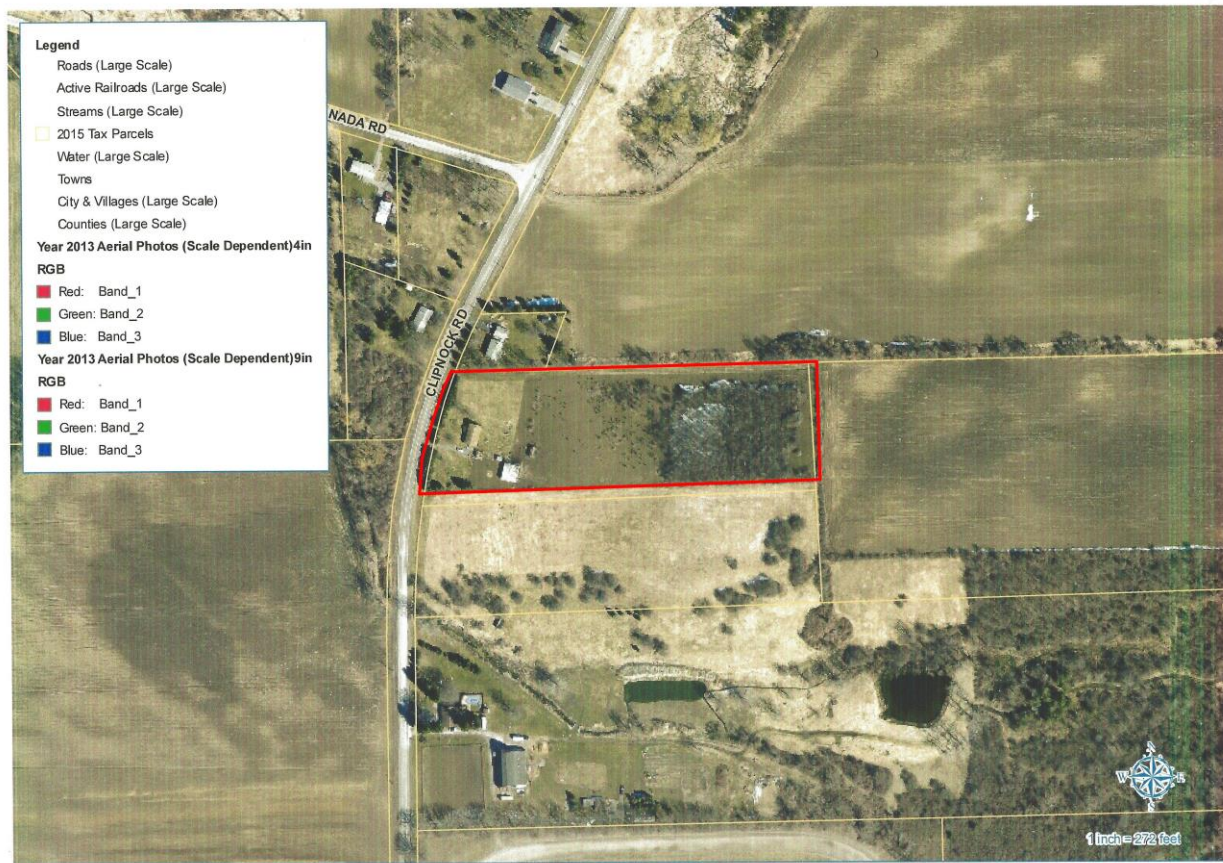 Legend
Roads (Large Scale)
Active Railroads (Large Scale)
Streams (Large Scale)
2015 Tax Parcels
Water (Large Scale)
Towns
City & Villages (Large Scale)
Counties (Large Scale)
Year 2013 Aerial Photos (Scale Dependent)4in
RGB
Red: Band_1
Green: Band_2
Blue: Band_3
Year 2013 Aerial Photos (Scale Dependent)9in
RGB
Red: Band_1
Green: Band_2
Blue: Band_3
NADA RD
CLIPNOCK RD
N
W E
S
1 inch = 272 feet